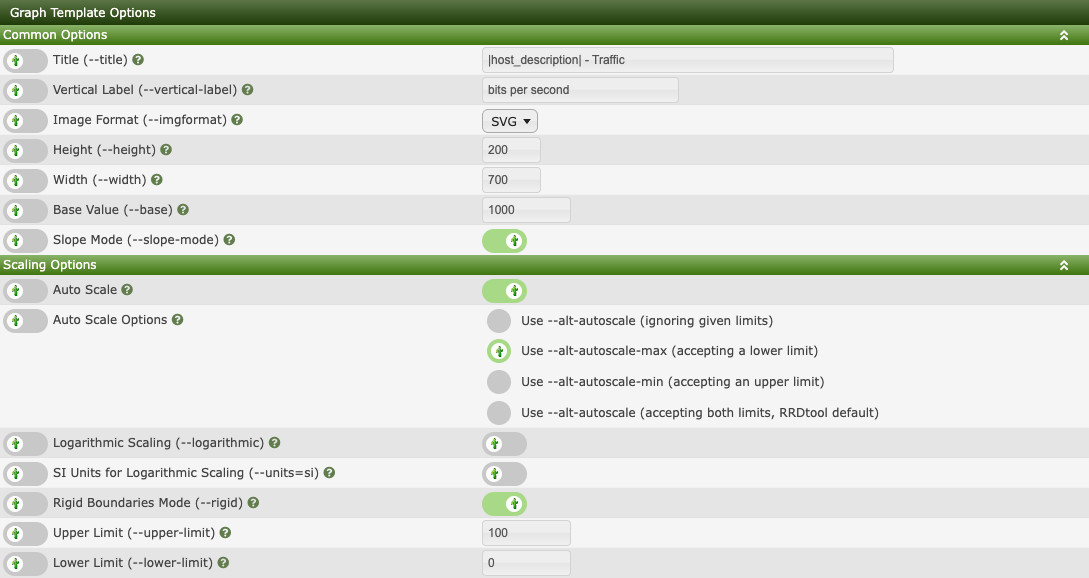 Graph Template Options
Common Options
Title (--title) ?
|host_description| - Traffic
Vertical Label (--vertical-label) ?
bits per second
Image Format (--imgformat) ?
SVG
Height (--height) ?
200
Width (--width) ?
700
Base Value (--base) ?
1000
Slope Mode (--slope-mode) ?
Scaling Options
Auto Scale ?
Auto Scale Options ?
Use --alt-autoscale (ignoring given limits)
Use --alt-autoscale-max (accepting a lower limit)
Use --alt-autoscale-min (accepting an upper limit)
Use --alt-autoscale (accepting both limits, RRDtool default)
Logarithmic Scaling (--logarithmic) ?
SI Units for Logarithmic Scaling (--units=si) ?
Rigid Boundaries Mode (--rigid) ?
Upper Limit (--upper-limit) ?
100
Lower Limit (--lower-limit) ?
0